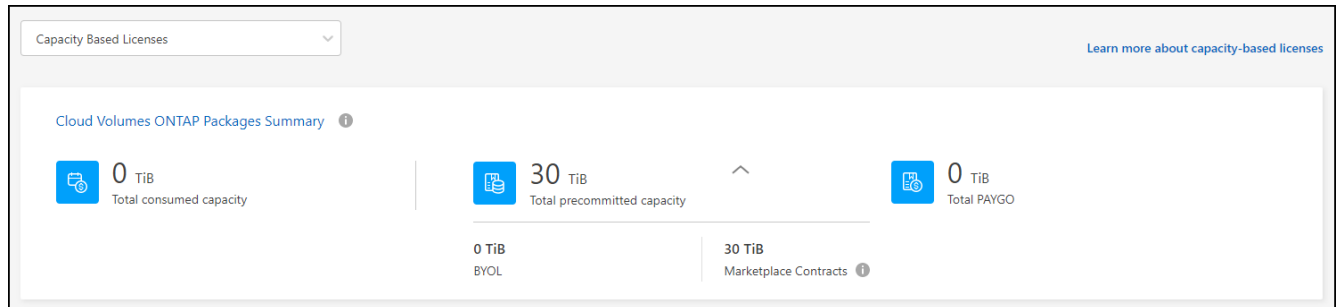 Capacity Based Licenses
Learn more about capacity-based licenses
Cloud Volumes ONTAP Packages Summary
0 TiB
Total consumed capacity
30 TiB
Total precommitted capacity
0 TiB
Total PAYGO
0 TiB
BYOL
30 TiB
Marketplace Contracts